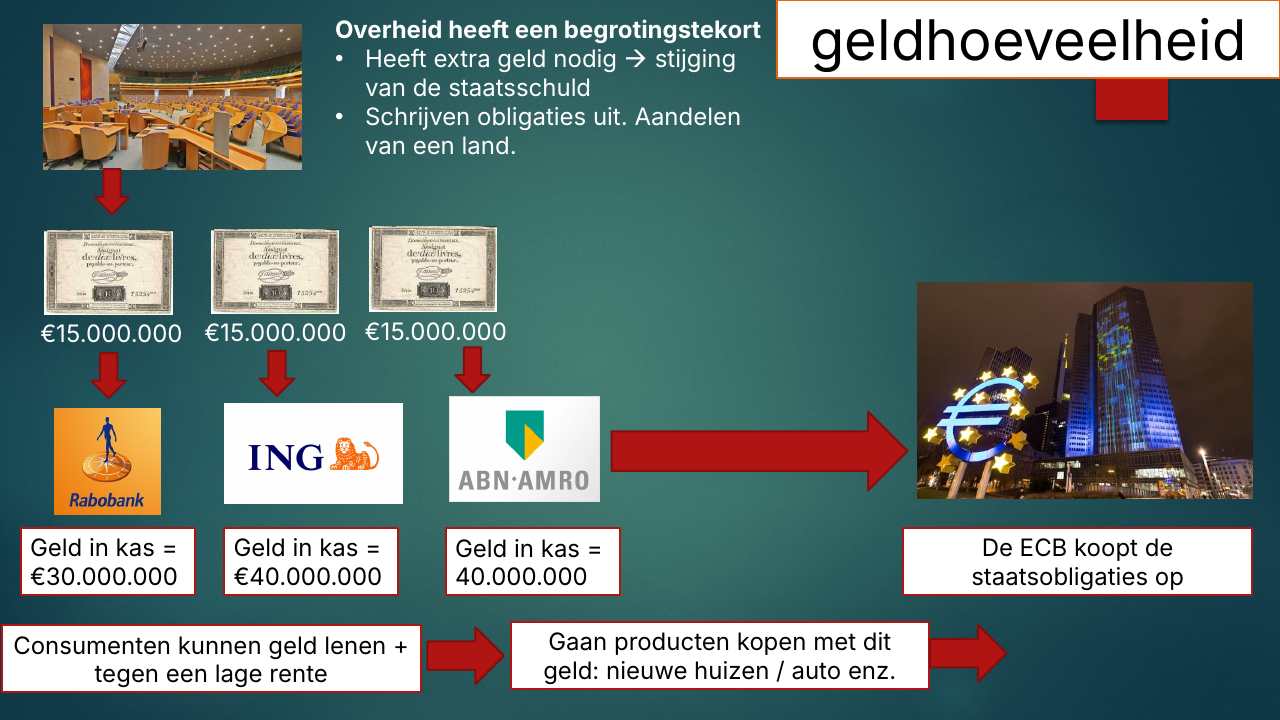 geldhoeveelheid
Overheid heeft een begrotingstekort
• Heeft extra geld nodig → stijging
van de staatsschuld
• Schrijven obligaties uit. Aandelen
van een land.
€15.000.000
€15.000.000
€15.000.000
Rabobank
ING
ABN·AMRO
Geld in kas =
€30.000.000
Geld in kas =
€40.000.000
Geld in kas =
40.000.000
De ECB koopt de
staatsobligaties op
Consumenten kunnen geld lenen +
tegen een lage rente
Gaan producten kopen met dit
geld: nieuwe huizen / auto enz.